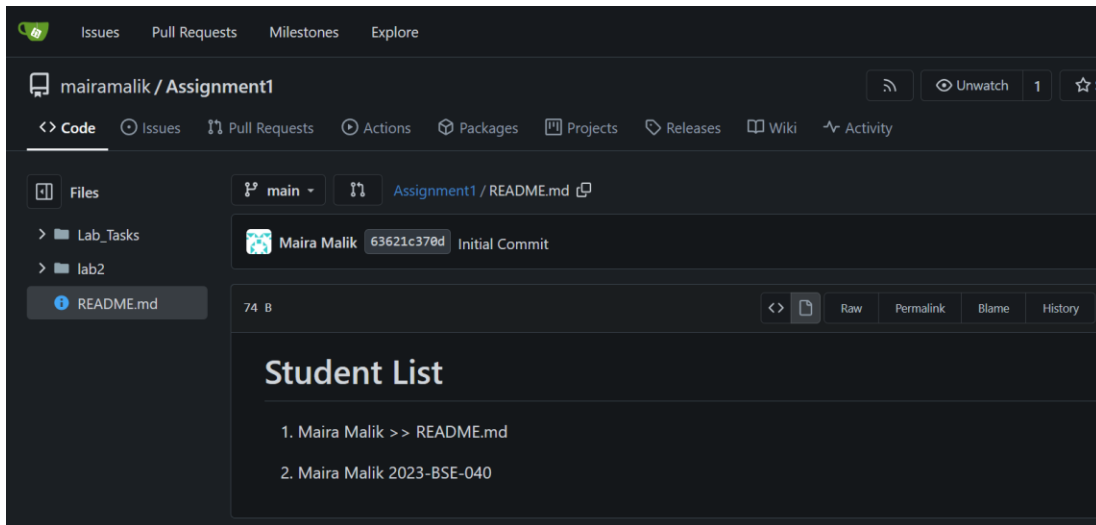 Issues Pull Requests Milestones Explore
mairamalik / Assignment1 Unwatch 1
Code Issues Pull Requests Actions Packages Projects Releases Wiki Activity
Files main Assignment1 / README.md
Lab_Tasks
Maira Malik 63621c370d Initial Commit
lab2
README.md
74 B <> Raw Permalink Blame History
Student List
1. Maira Malik >> README.md
2. Maira Malik 2023-BSE-040